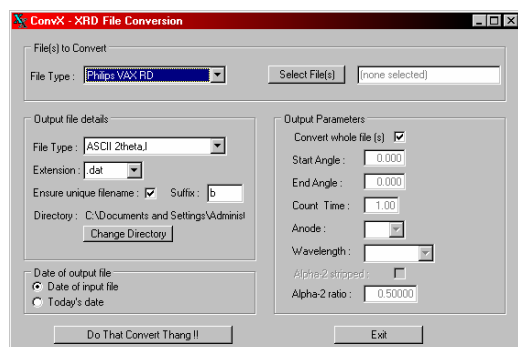 ConvX - XRD File Conversion
File(s) to Convert
File Type : Philips VAX RD Select File(s) (none selected)
Output file details
File Type : ASCII 2theta,I
Extension : .dat
Ensure unique filename : Suffix : b
Directory : C:\Documents and Settings\Adminis
Change Directory
Date of output file
Date of input file
Today's date
Output Parameters
Convert whole file (s)
Start Angle : 0.000
End Angle : 0.000
Count Time : 1.00
Anode :
Wavelength :
Alpha-2 stripped :
Alpha-2 ratio : 0.50000
Do That Convert Thang !! Exit